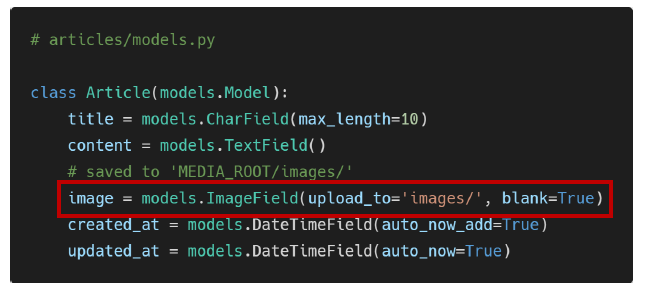 # articles/models.py
class Article(models.Model):
title = models.CharField(max_length=10)
content = models.TextField()
# saved to 'MEDIA_ROOT/images/'
image = models.ImageField(upload_to='images/', blank=True)
created_at = models.DateTimeField(auto_now_add=True)
updated_at = models.DateTimeField(auto_now=True)